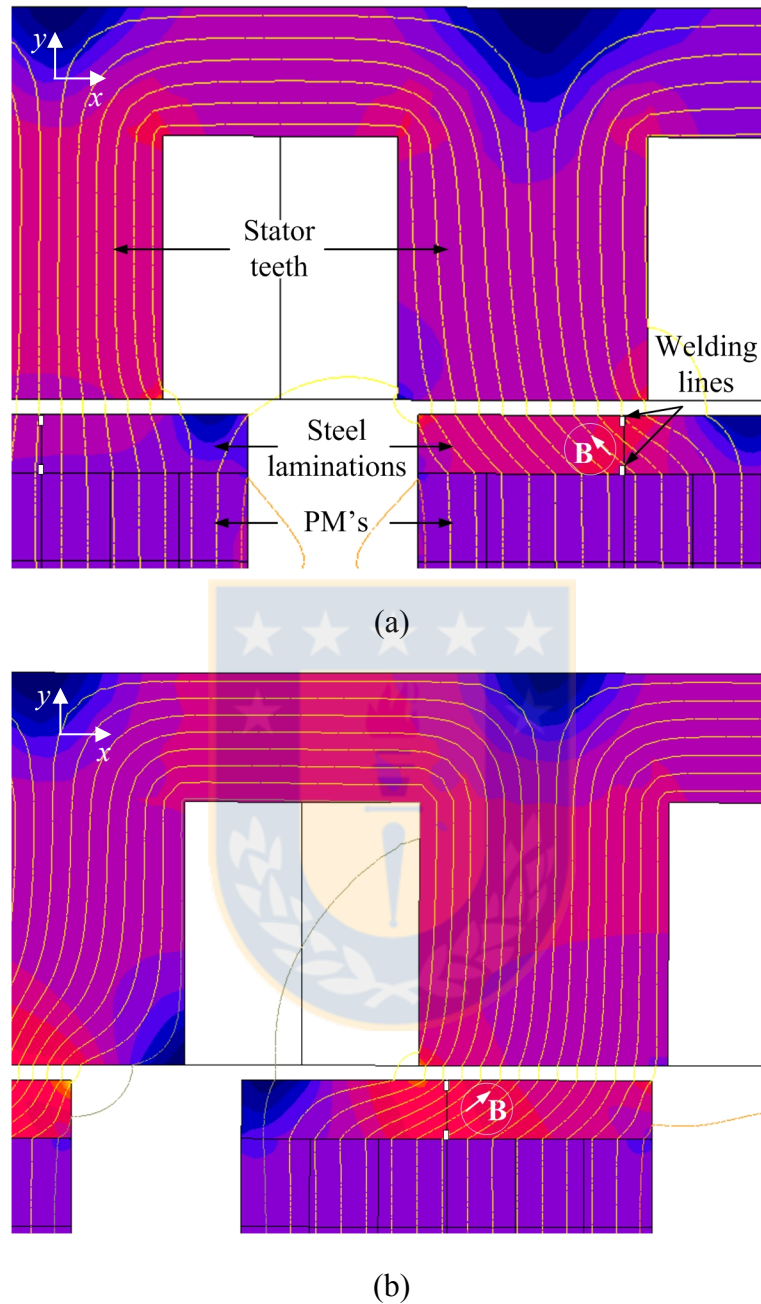 y
x
Stator
teeth
Welding
lines
Steel
laminations
B
PM's
(a)
y
x
B
(b)